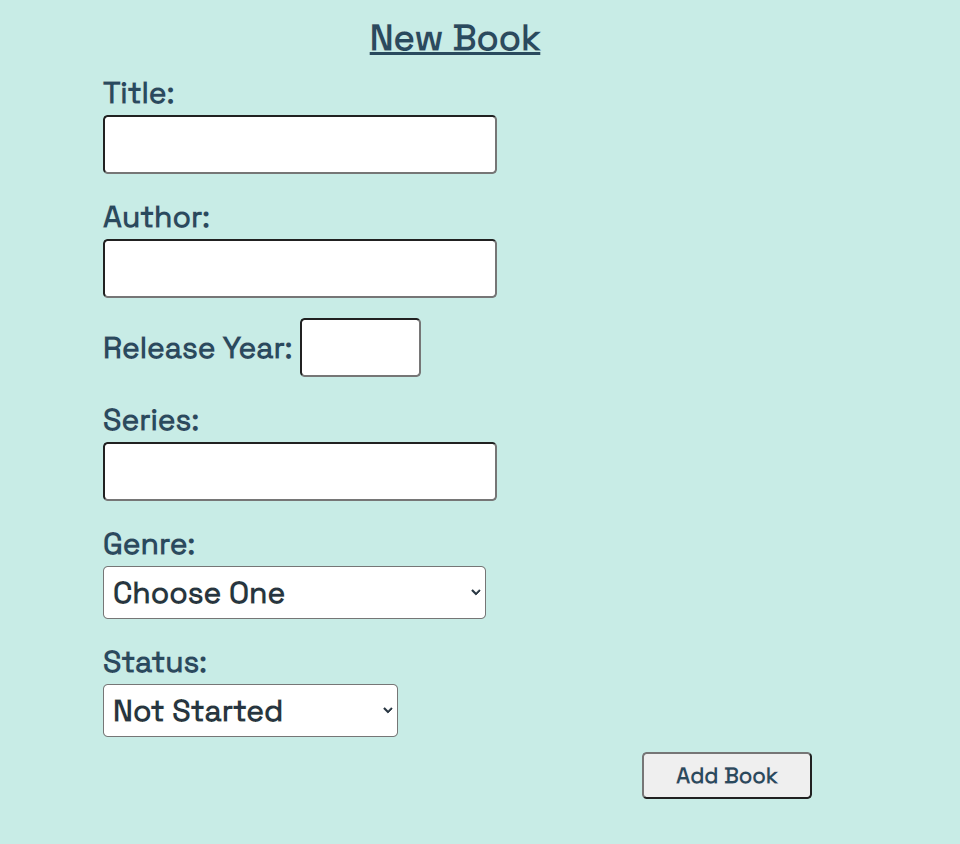 New Book
Title:
Author:
Release Year:
Series:
Genre:
Choose One
Status:
Not Started
Add Book